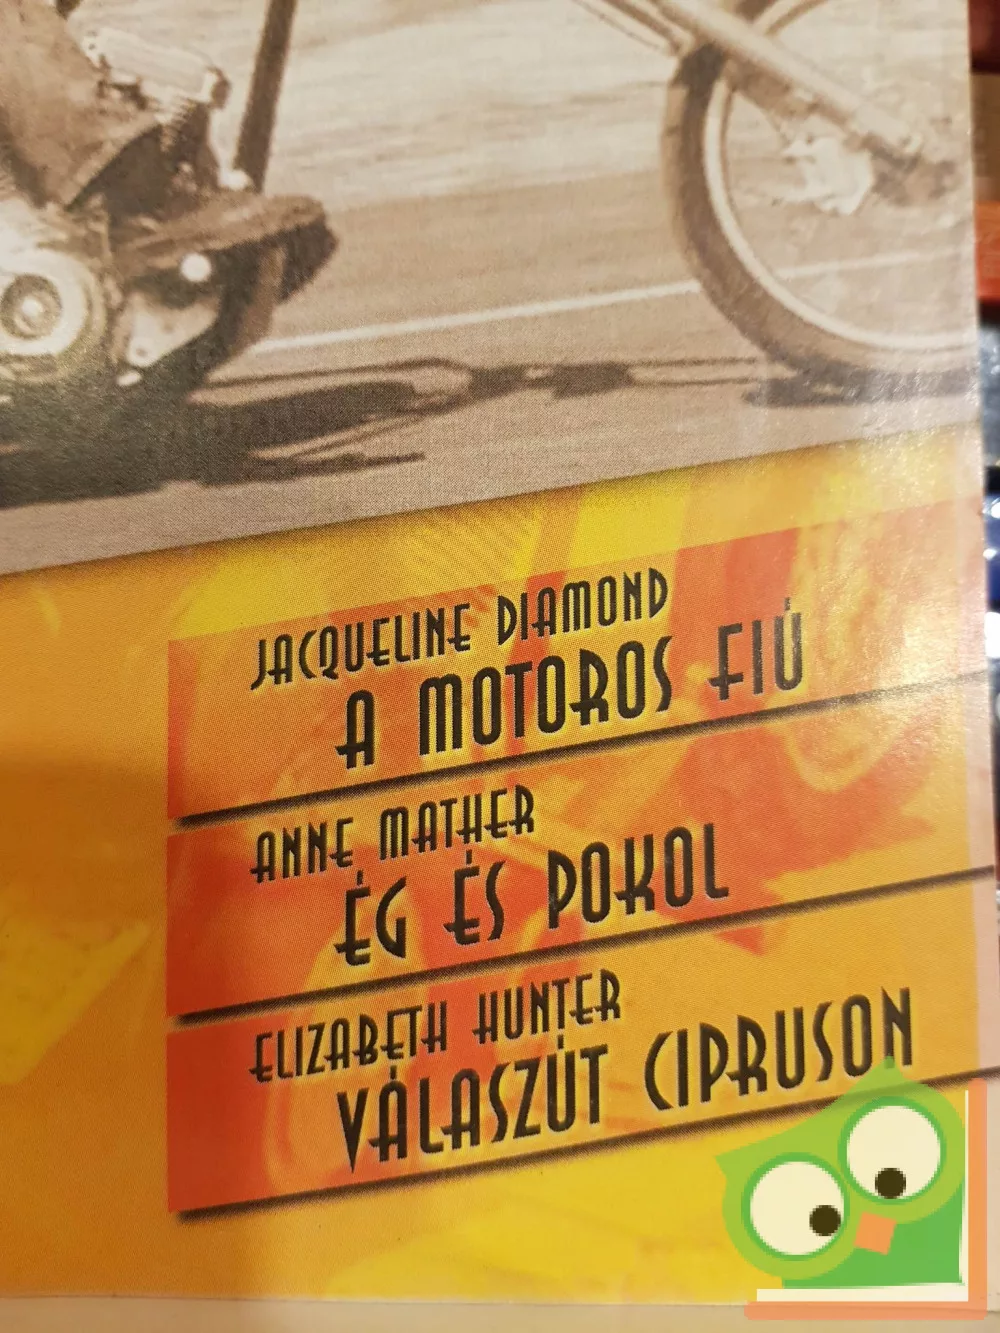 JACQUELINE DIAMOND
A MOTOROS FIÚ
ANNE MATHER
ÉG ÉS POKOL
ELIZABETH HUNTER
VÁLASZÚT CIPRUSON